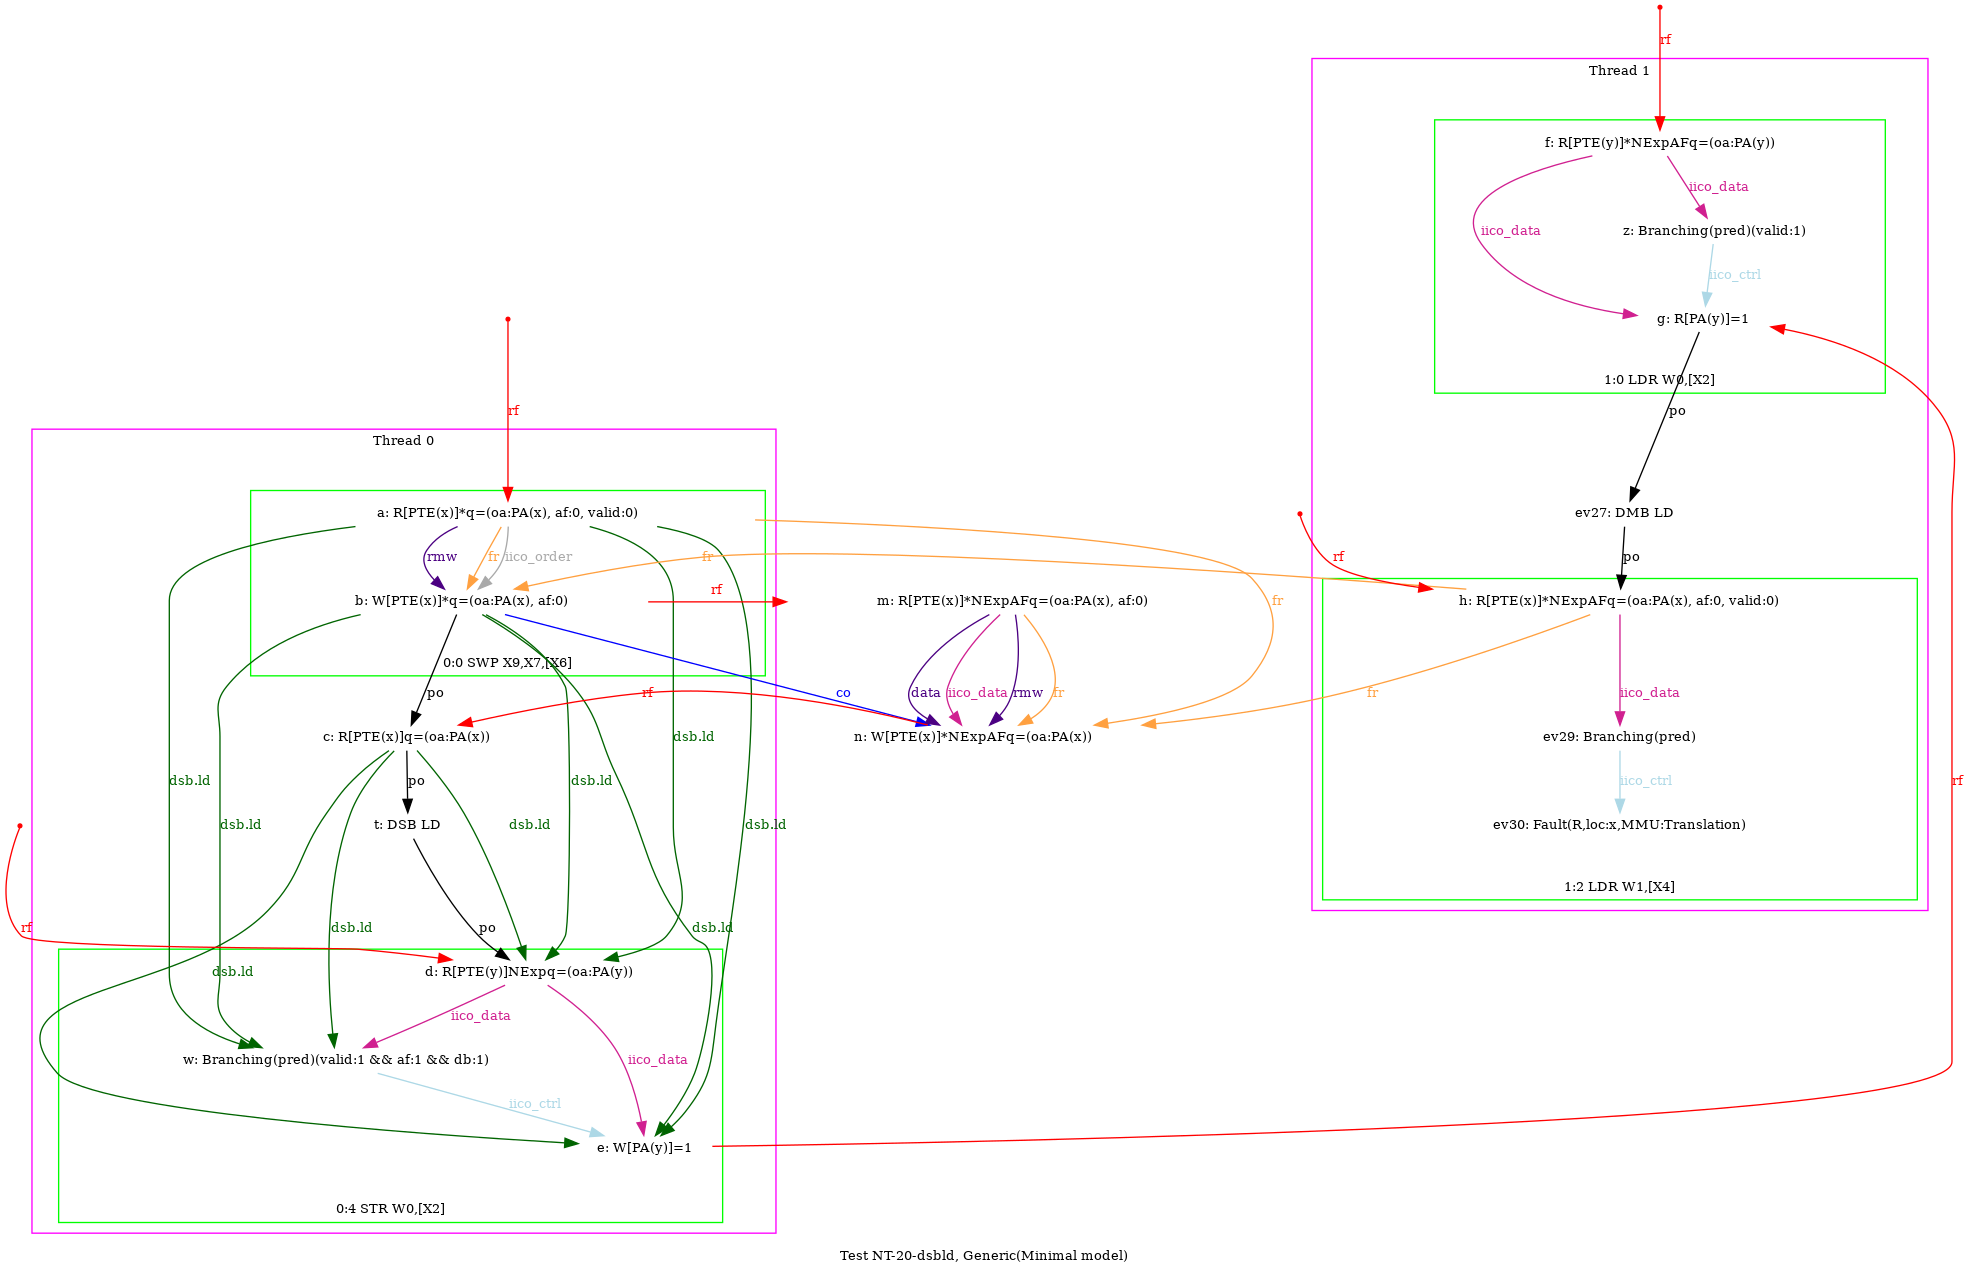 rf
Thread 1
f: R[PTE(y)]*NExpAFq=(oa:PA(y))
iico_data
iico_data
z: Branching(pred)(valid:1)
iico_ctrl
g: R[PA(y)]=1
1:0 LDR W0,[X2]
po
rf
Thread 0
a: R[PTE(x)]*q=(oa:PA(x), af:0, valid:0)
ev27: DMB LD
rmw
fr
iico_order
fr
rf
po
b: W[PTE(x)]*q=(oa:PA(x), af:0)
rf
m: R[PTE(x)]*NExpAFq=(oa:PA(x), af:0)
fr
h: R[PTE(x)]*NExpAFq=(oa:PA(x), af:0, valid:0)
0:0 SWP X9,X7,[X6]
po
rf
co
data
iico_data
rmw
fr
fr
iico_data
c: R[PTE(x)]q=(oa:PA(x))
dsb.ld
n: W[PTE(x)]*NExpAFq=(oa:PA(x))
ev29: Branching(pred)
dsb.ld
po
dsb.ld
iico_ctrl
rf
dsb.ld
t: DSB LD
dsb.ld
dsb.ld
ev30: Fault(R,loc:x,MMU:Translation)
1:2 LDR W1,[X4]
rf
dsb.ld
po
dsb.ld
dsb.ld
d: R[PTE(y)]NExpq=(oa:PA(y))
iico_data
w: Branching(pred)(valid:1 && af:1 && db:1)
iico_data
iico_ctrl
e: W[PA(y)]=1
0:4 STR W0,[X2]
Test NT-20-dsbld, Generic(Minimal model)